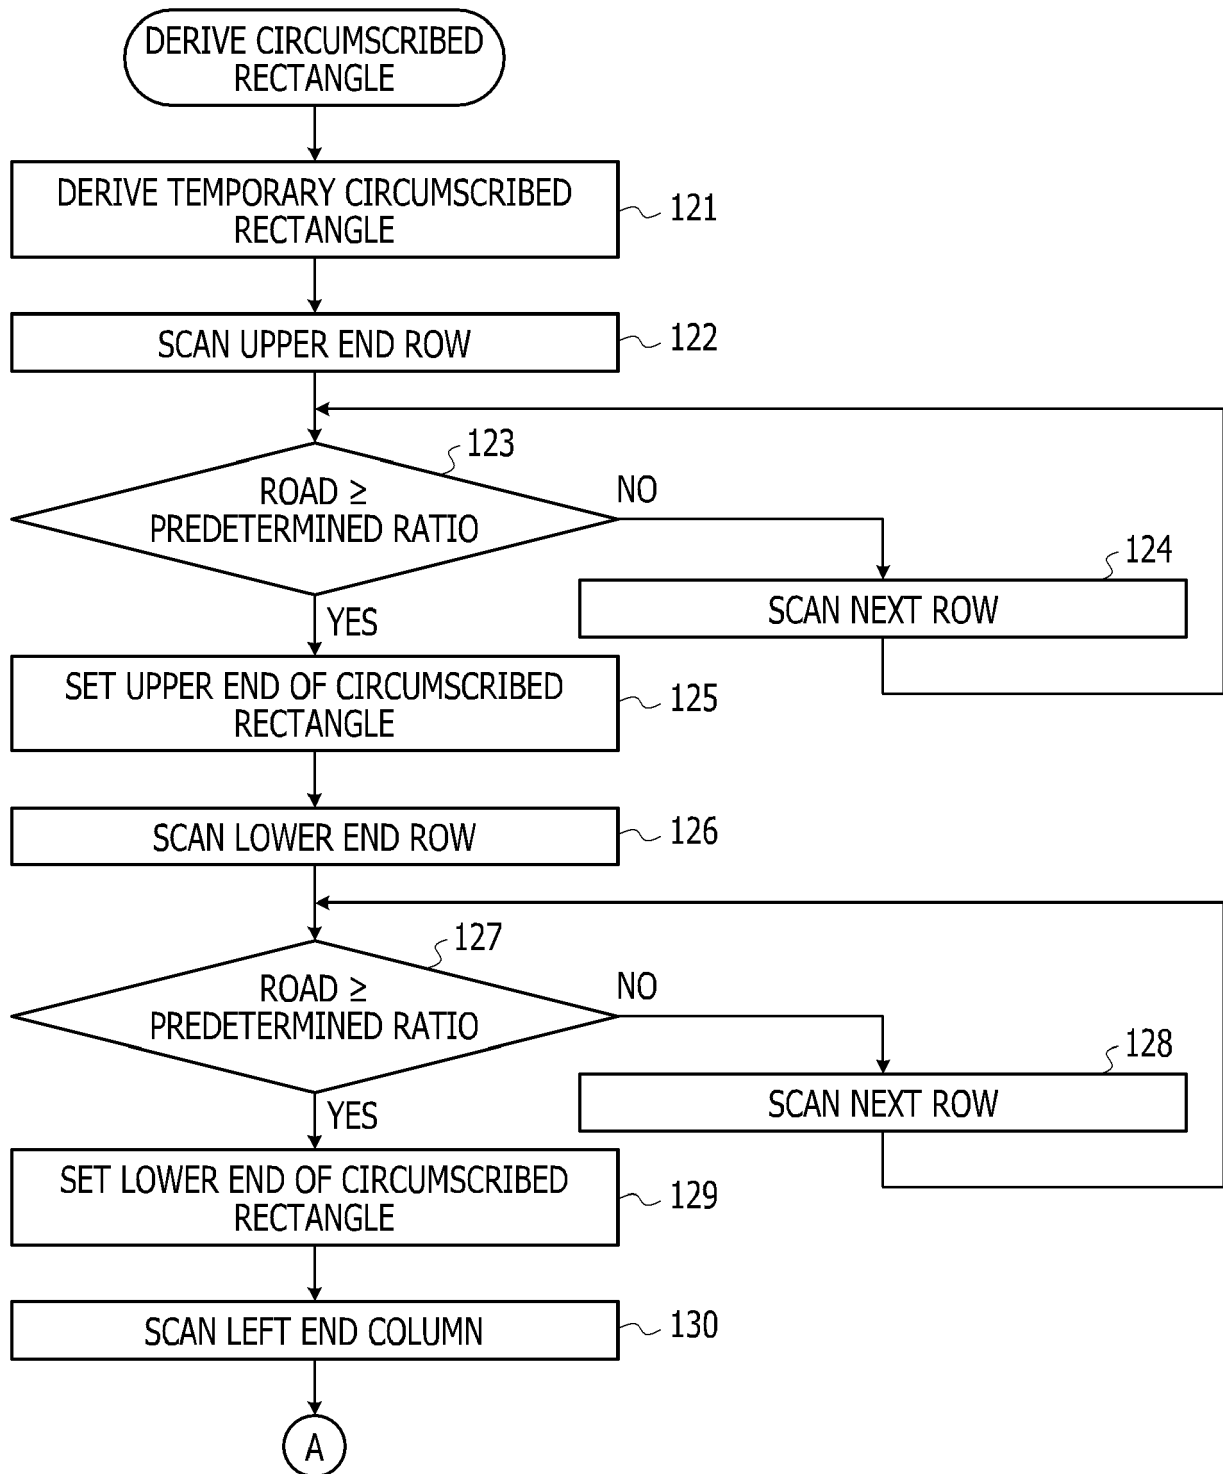 DERIVE CIRCUMSCRIBED
RECTANGLE
DERIVE TEMPORARY CIRCUMSCRIBED
RECTANGLE
121
SCAN UPPER END ROW
122
123
ROAD ≥
PREDETERMINED RATIO
NO
124
SCAN NEXT ROW
YES
SET UPPER END OF CIRCUMSCRIBED
RECTANGLE
125
SCAN LOWER END ROW
126
127
ROAD ≥
PREDETERMINED RATIO
NO
128
SCAN NEXT ROW
YES
SET LOWER END OF CIRCUMSCRIBED
RECTANGLE
129
SCAN LEFT END COLUMN
130
A